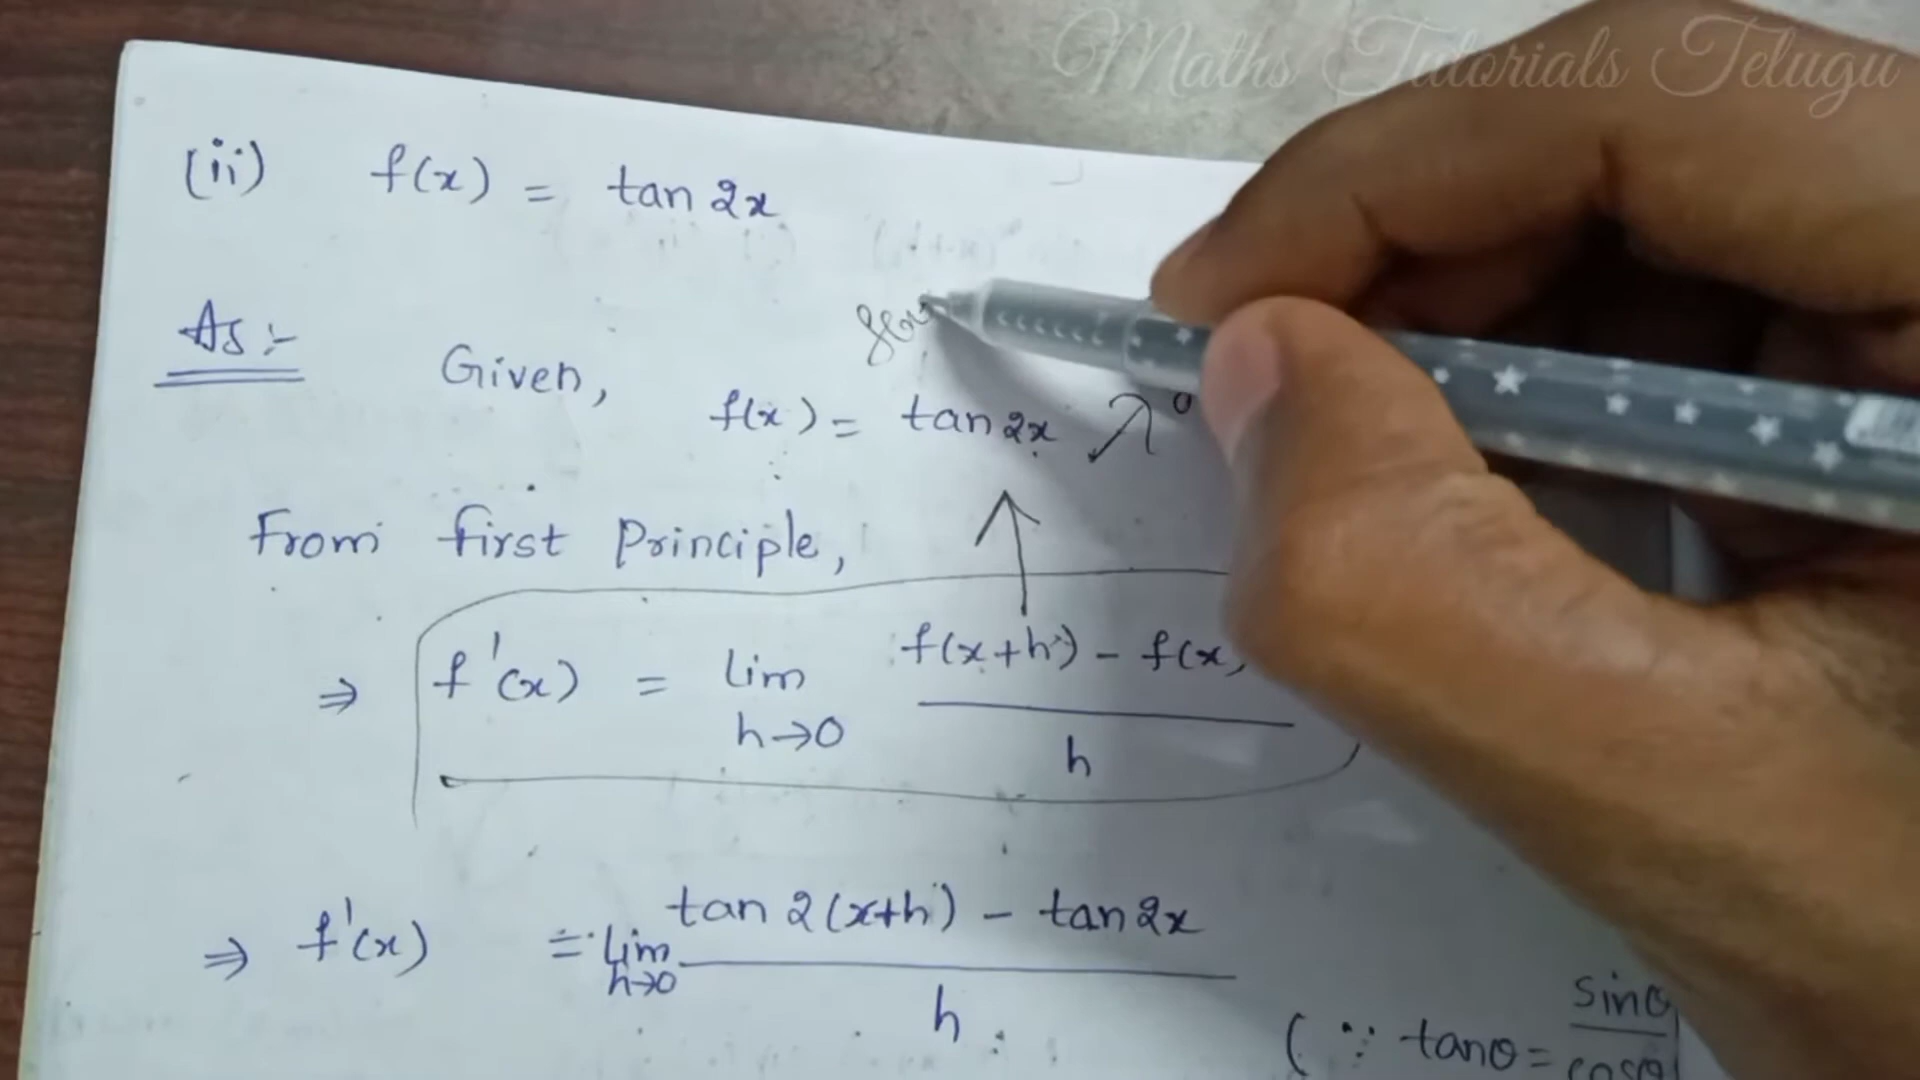 Maths Tutorials Telugu
(ii) f(x) = tan 2x
As :-
Given,
f(x) = tan 2x
From first Principle,
⇒ f'(x) = lim h→0 f(x+h) - f(x) / h
⇒ f'(x) = lim h→0 tan 2(x+h) - tan 2x / h
(∵ tanθ = sinθ / cosθ